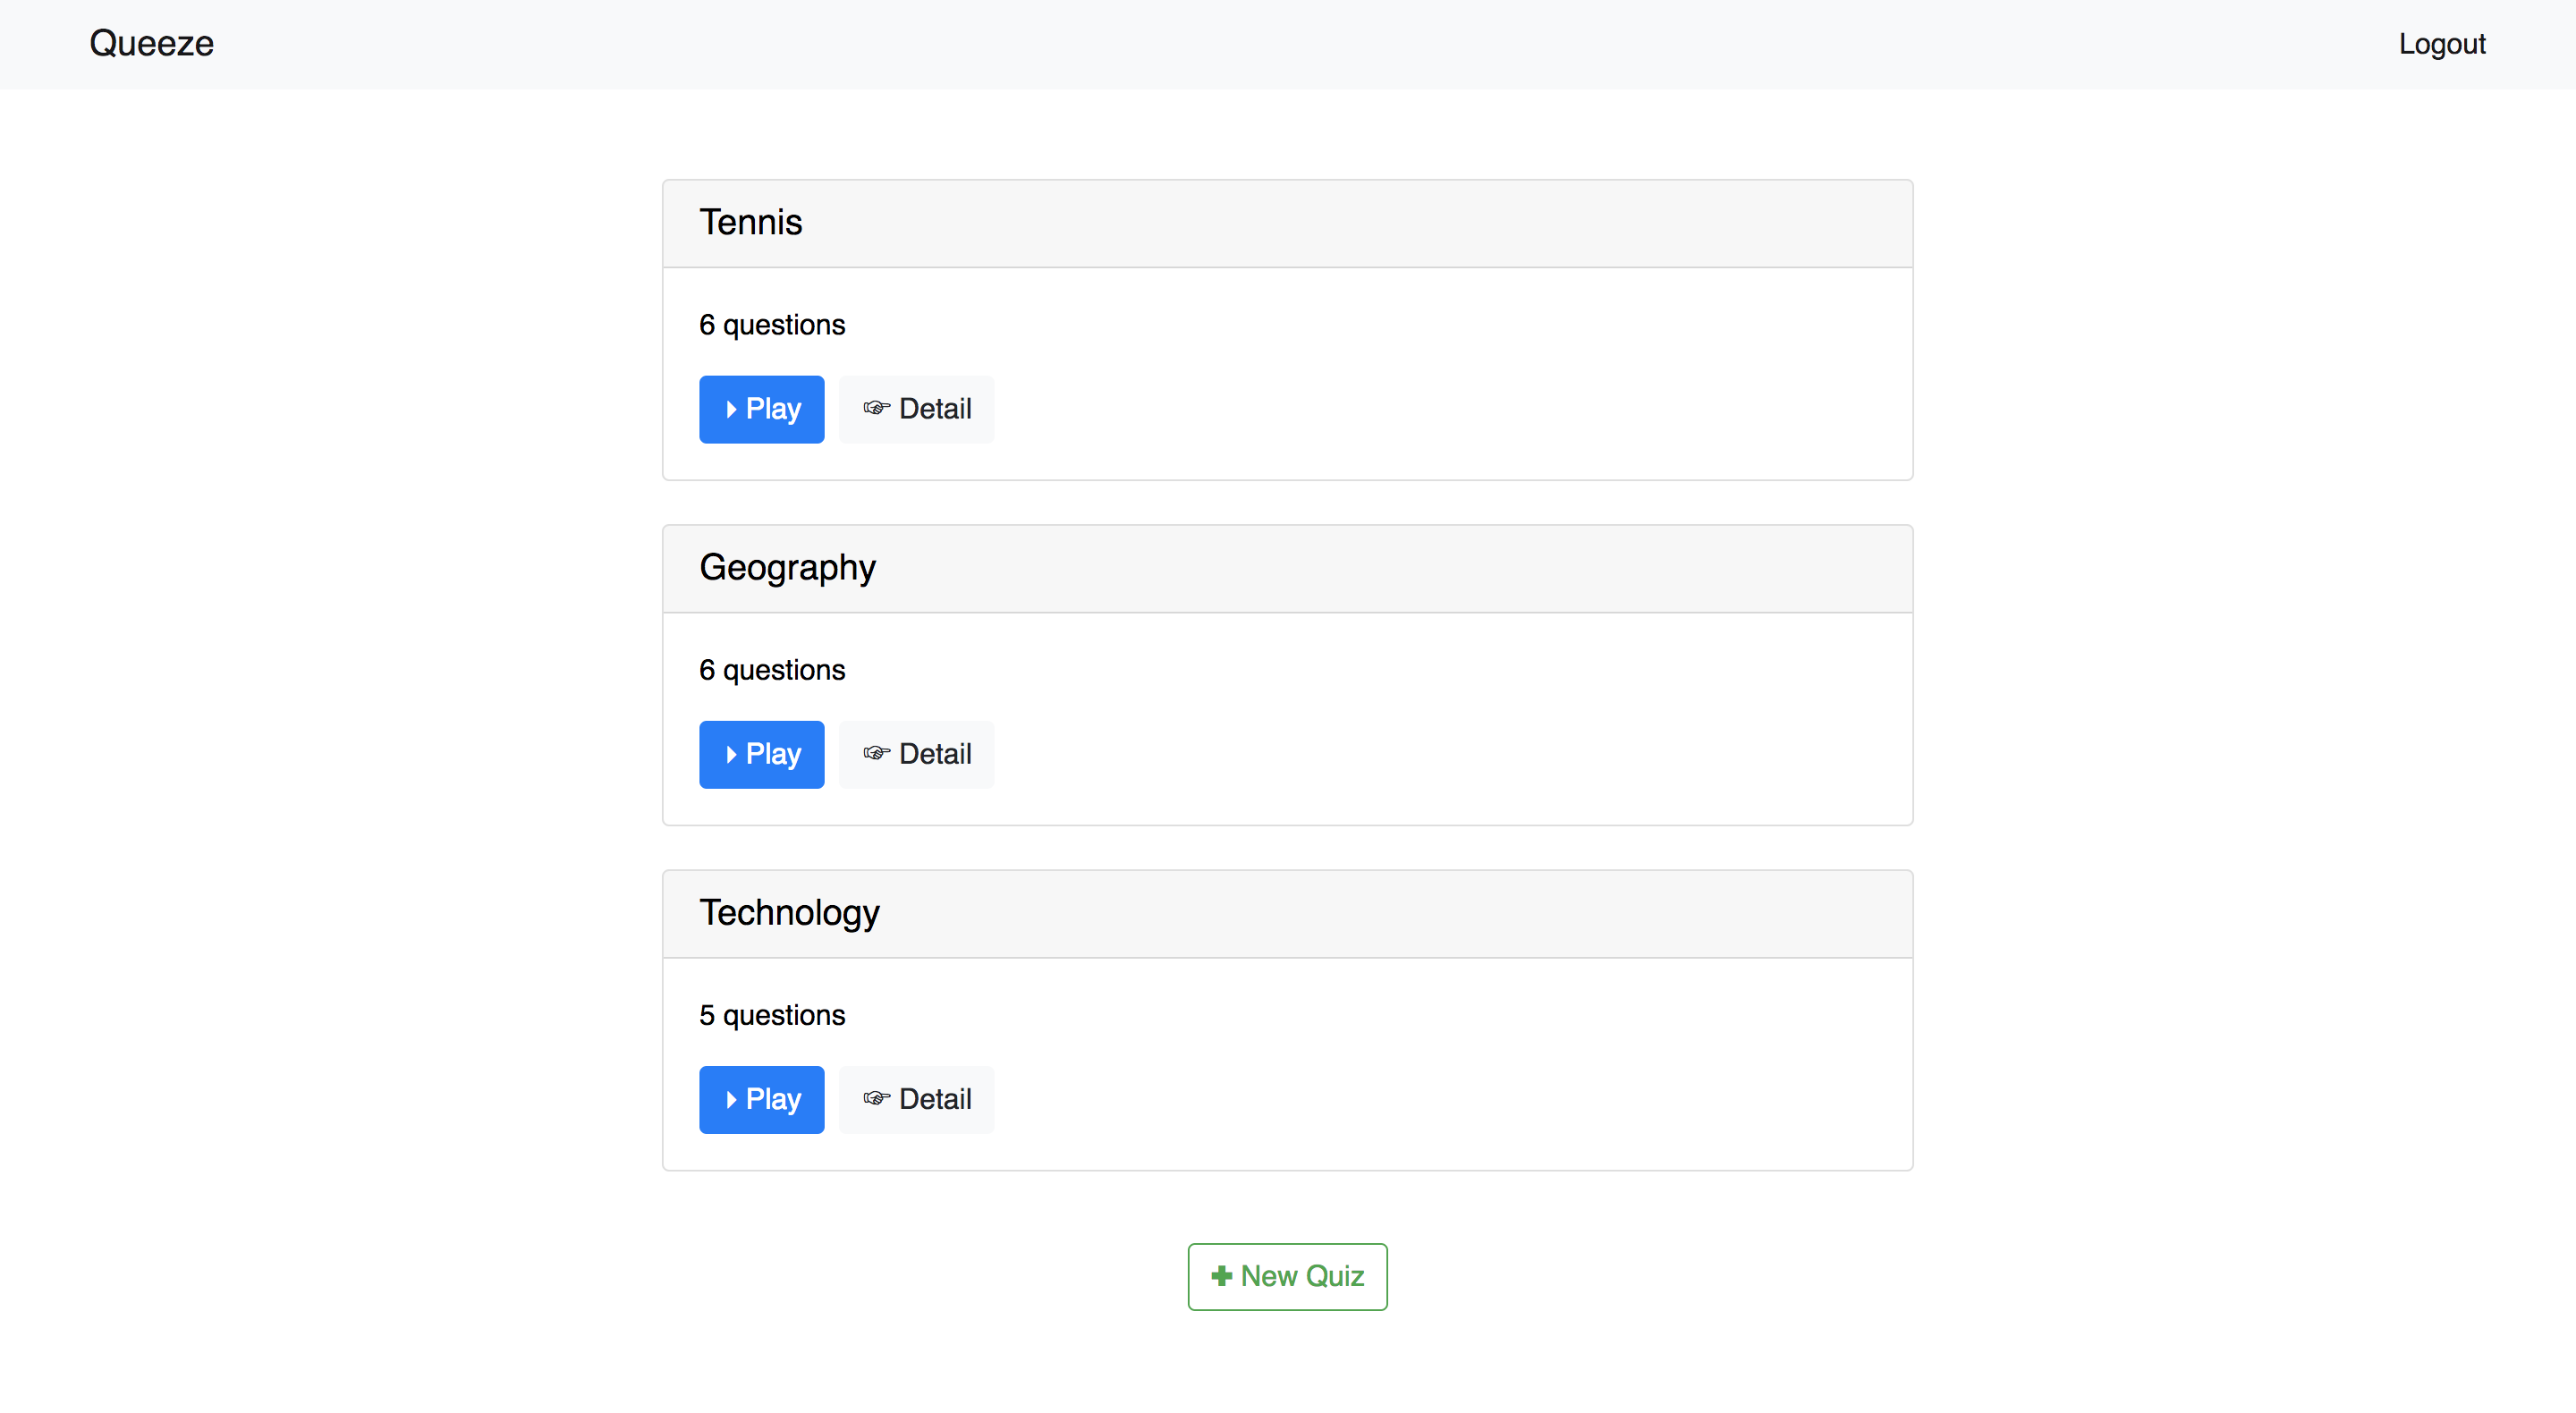 Queeze Logout
Tennis
6 questions
Play Detail
Geography
6 questions
Play Detail
Technology
5 questions
Play Detail
New Quiz